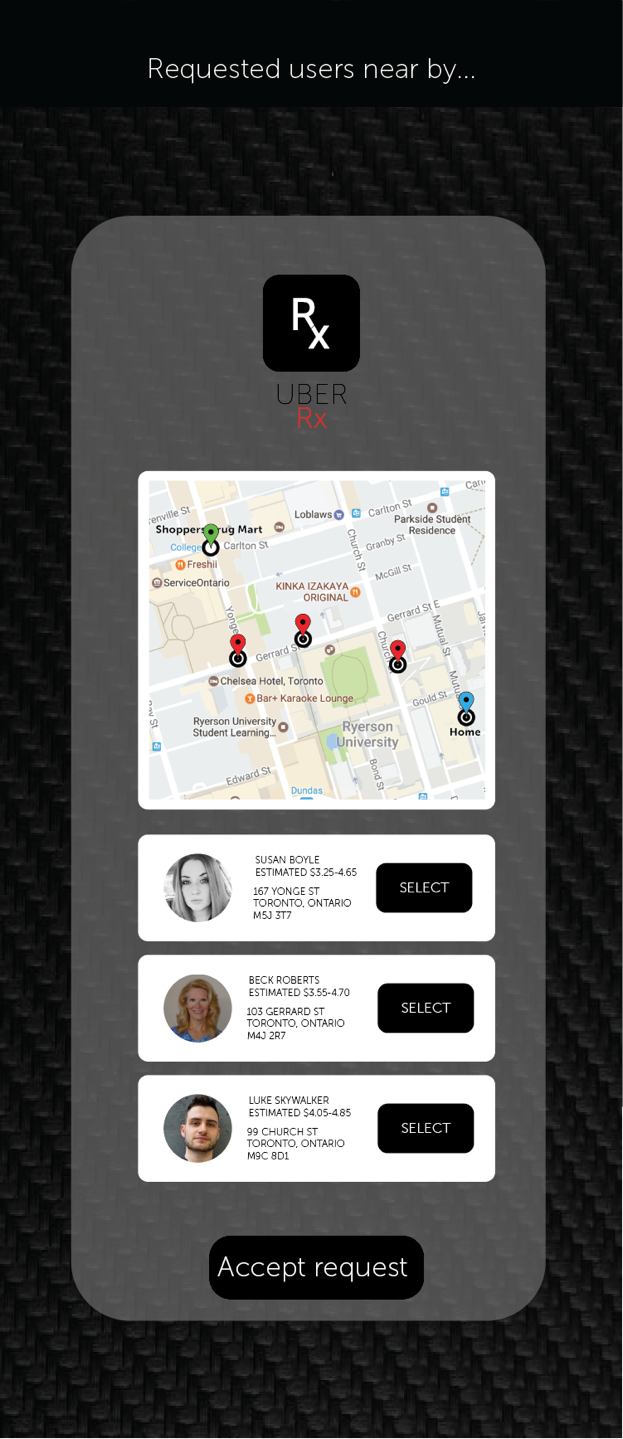 Requested users near by...
Rx
UBER
Rx
Loblaws
Carlton St
Parkside Student
Residence
Church St
Granby St
Shoppers Drug Mart
College
Carlton St
Freshii
McGill St
ServiceOntario
KINKA IZAKAYA
ORIGINAL
Gerrard St E
Yonge
Mutual St
Gerrard
Church
Chelsea Hotel, Toronto
Bar+ Karaoke Lounge
Gould St
Mutual
Home
Ryerson University
Student Learning...
Ryerson
University
Bond St
Edward St
Dundas
SUSAN BOYLE
ESTIMATED $3.25-4.65
167 YONGE ST
TORONTO, ONTARIO
M5J 3T7
SELECT
BECK ROBERTS
ESTIMATED $3.55-4.70
103 GERRARD ST
TORONTO, ONTARIO
M4J 2R7
SELECT
LUKE SKYWALKER
ESTIMATED $4.05-4.85
99 CHURCH ST
TORONTO, ONTARIO
M9C 8D1
SELECT
Accept request